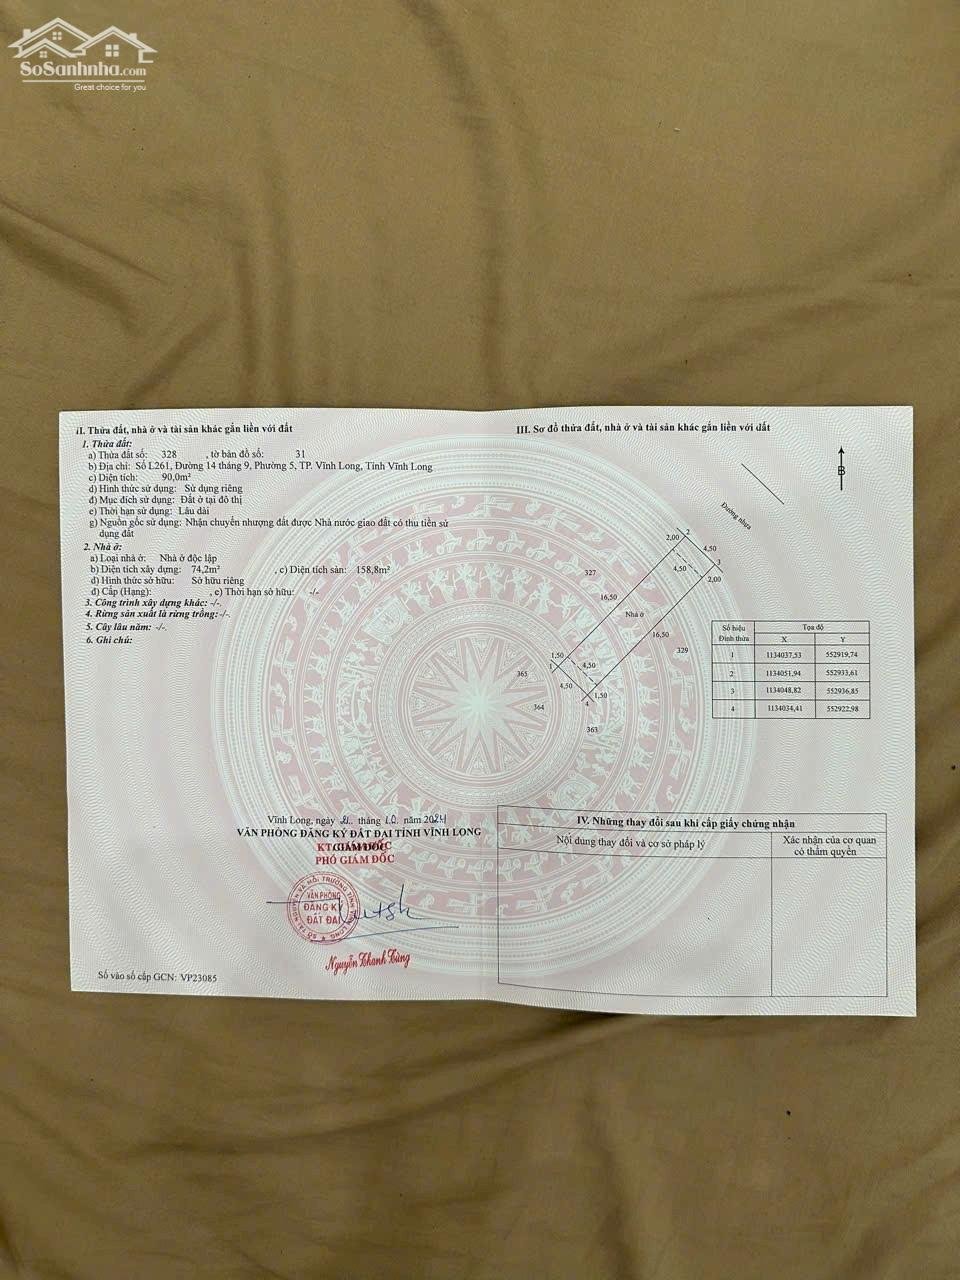 SoSanhnha.com
Great choice for you
II. Thửa đất, nhà ở và tài sản khác gắn liền với đất
1. Thửa đất:
a) Thửa đất số: 328 , tờ bản đồ số: 31
b) Địa chỉ: Số L261, Đường 14 tháng 9, Phường 5, TP. Vĩnh Long, Tỉnh Vĩnh Long
c) Diện tích: 90,0m²
d) Hình thức sử dụng: Sử dụng riêng
đ) Mục đích sử dụng: Đất ở tại đô thị
e) Thời hạn sử dụng: Lâu dài
g) Nguồn gốc sử dụng: Nhận chuyển nhượng đất được Nhà nước giao đất có thu tiền sử
dụng đất
2. Nhà ở:
a) Loại nhà ở: Nhà ở độc lập
b) Diện tích xây dựng: 74,2m² , c) Diện tích sàn: 158,8m²
d) Hình thức sở hữu: Sở hữu riêng
đ) Cấp (Hạng): , e) Thời hạn sở hữu: -/-
3. Công trình xây dựng khác: -/-.
4. Rừng sản xuất là rừng trồng: -/-.
5. Cây lâu năm: -/-.
6. Ghi chú:
Vĩnh Long, ngày 21 tháng 10 năm 2024
VĂN PHÒNG ĐĂNG KÝ ĐẤT ĐAI TỈNH VĨNH LONG
KT.GIÁM ĐỐC
PHÓ GIÁM ĐỐC
VĂN PHÒNG
ĐĂNG KÝ
ĐẤT ĐAI
Nguyễn Thanh Tùng
Số vào sổ cấp GCN: VP23085
III. Sơ đồ thửa đất, nhà ở và tài sản khác gắn liền với đất
B
Đường nhựa
2
2,00
4,50
3
4,50
2,00
327
16,50
Nhà ở
16,50
329
1,50
1
4,50
365
4,50
1,50
4
364
363
Số hiệu Đỉnh thửa Tọa độ
X Y
1 1134037,53 552919,74
2 1134051,94 552933,61
3 1134048,82 552936,85
4 1134034,41 552922,98
IV. Những thay đổi sau khi cấp giấy chứng nhận
Nội dung thay đổi và cơ sở pháp lý
Xác nhận của cơ quan
có thẩm quyền